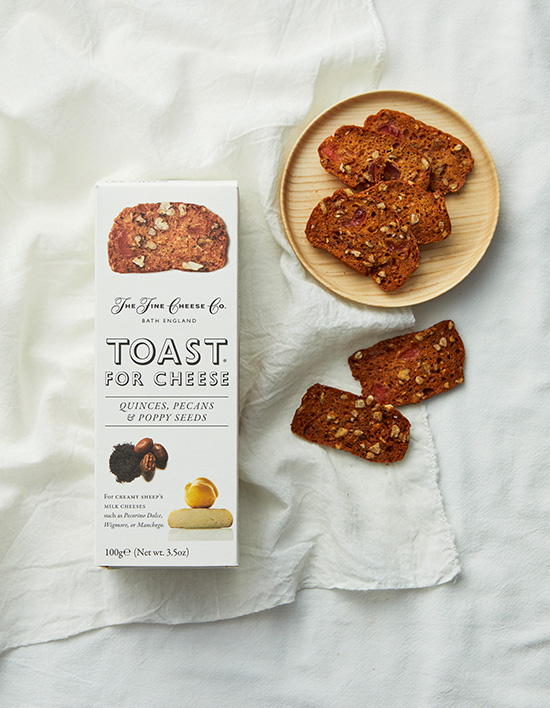 The Fine Cheese Co.
BATH ENGLAND
TOAST®
FOR CHEESE
QUINCES, PECANS
& POPPY SEEDS
For creamy sheep's
milk cheeses
such as Pecorino Dolce,
Wigmore, or Manchego.
100g℮ (Net wt. 3.5oz)